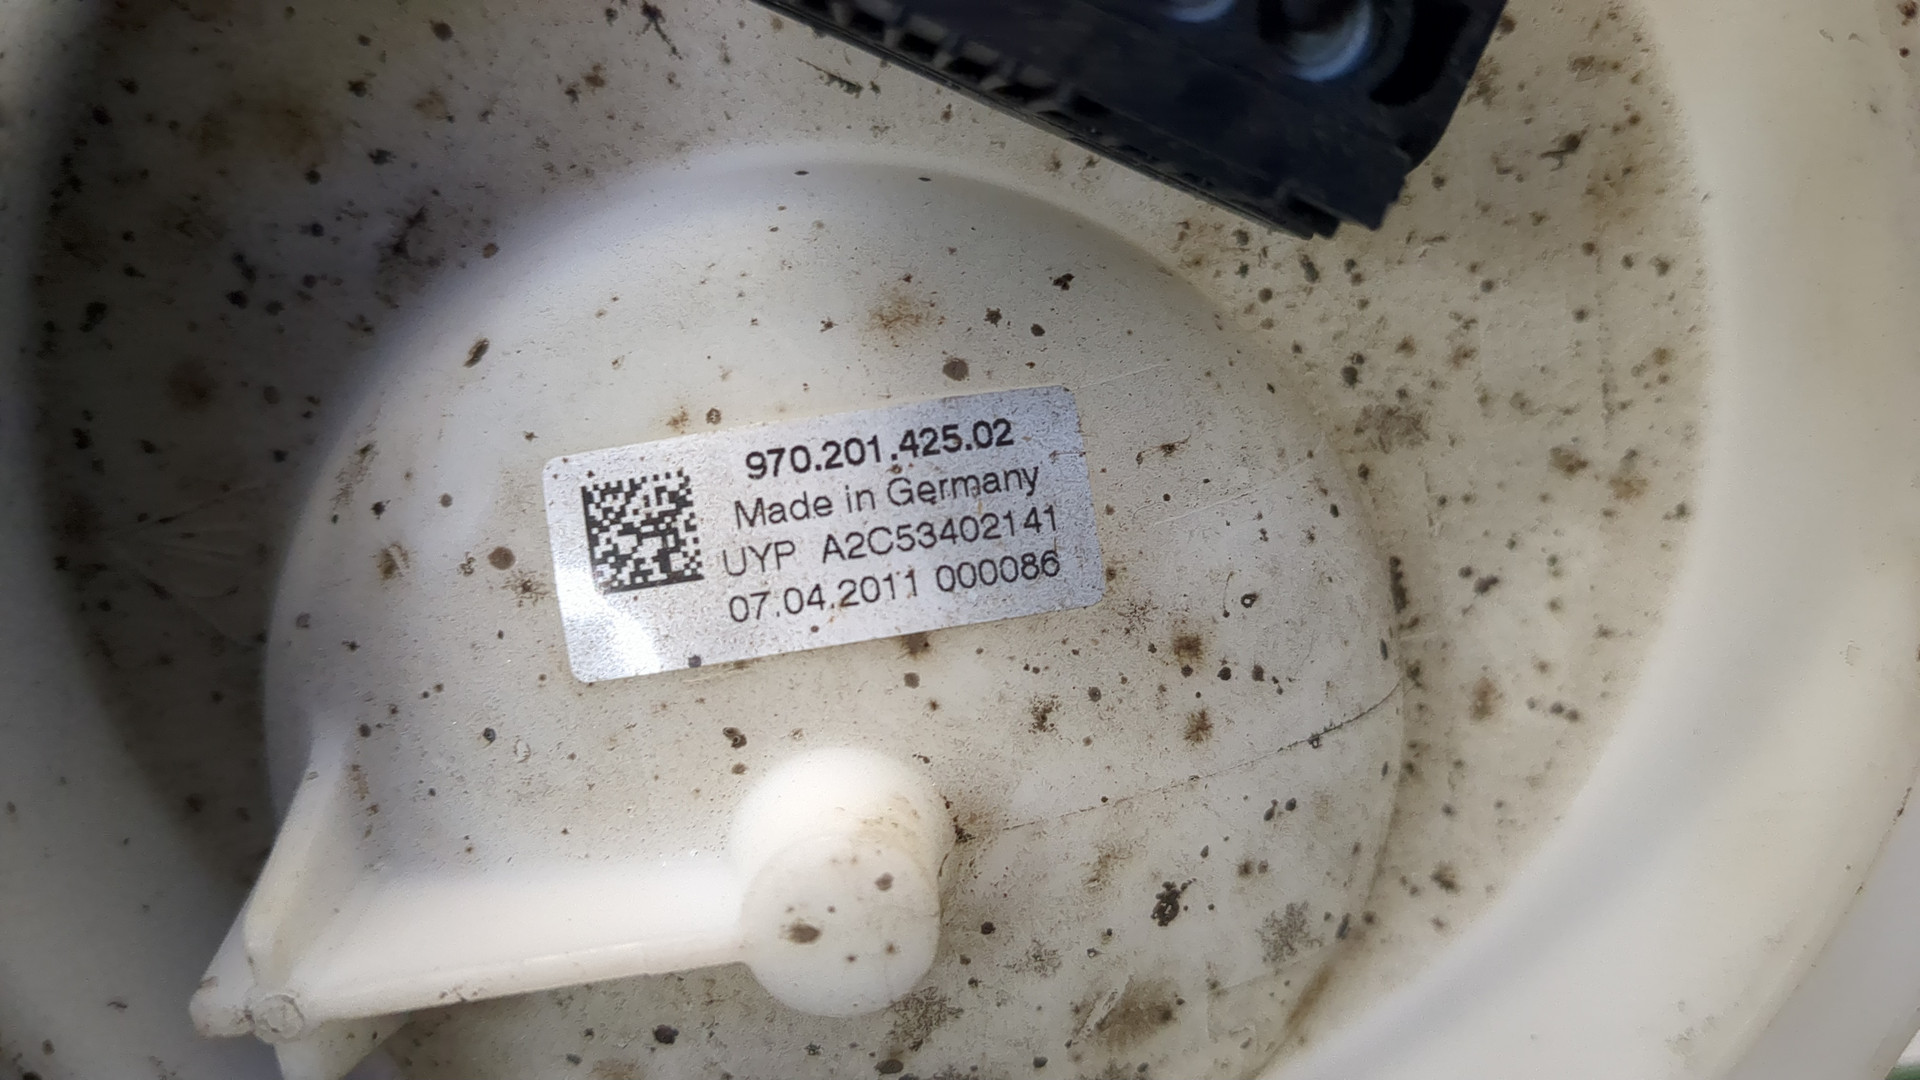 970.201.425.02
Made in Germany
UYP A2C53402141
07.04.2011 000086